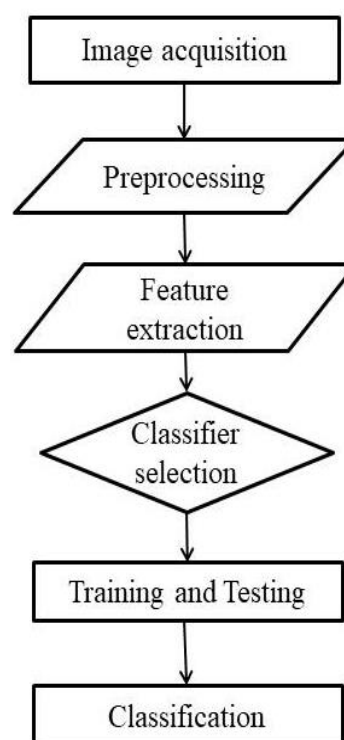 Image acquisition
Preprocessing
Feature
extraction
Classifier
selection
Training and Testing
Classification